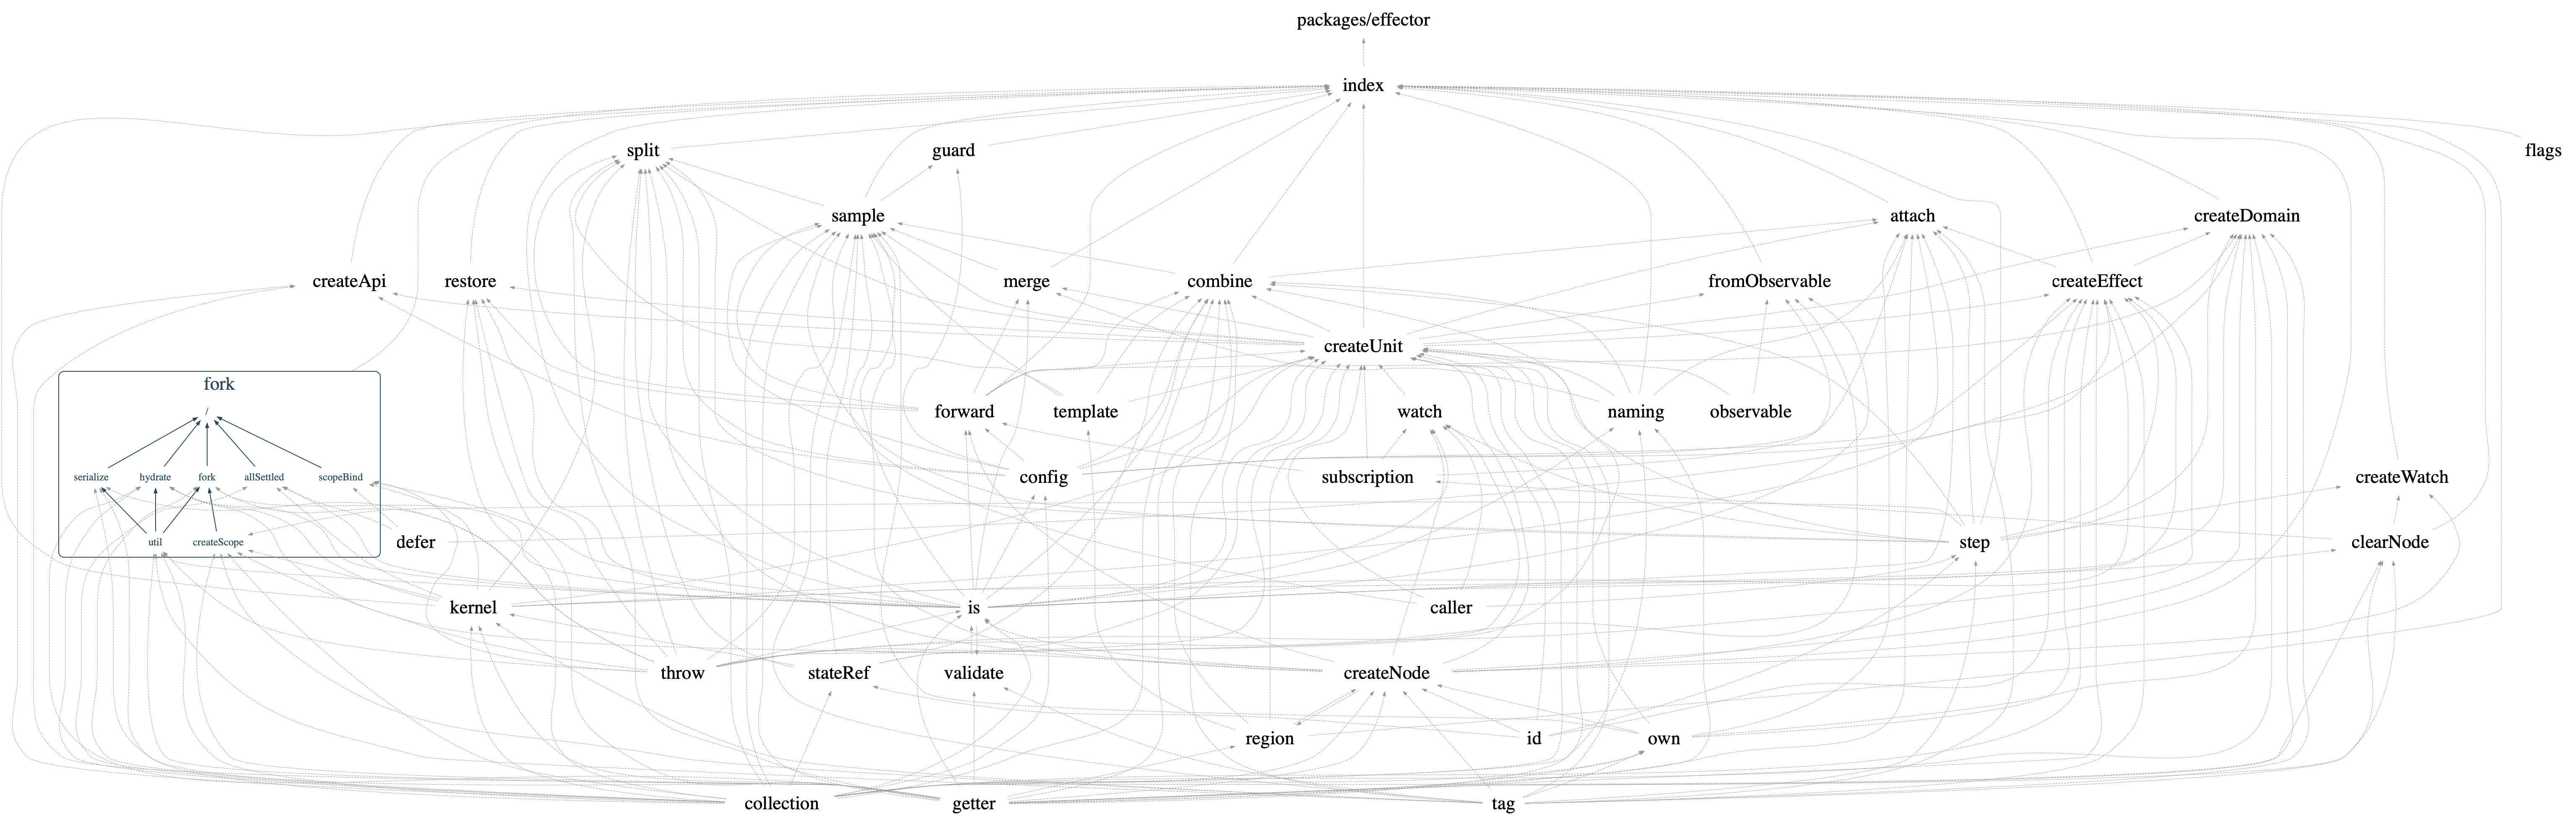 packages/effector
index
split
guard
flags
sample
attach
createDomain
createApi
restore
merge
combine
fromObservable
createEffect
createUnit
fork
/
forward
template
watch
naming
observable
serialize
hydrate
fork
allSettled
scopeBind
config
subscription
createWatch
util
createScope
defer
step
clearNode
kernel
is
caller
throw
stateRef
validate
createNode
region
id
own
collection
getter
tag